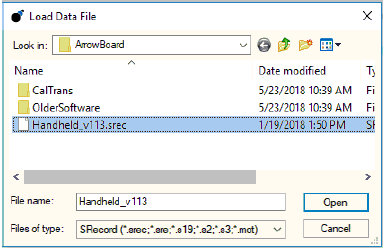 Load Data File
Look in: ArrowBoard
Name Date modified Ty
CalTrans 5/23/2018 10:39 AM Fi
OlderSoftware 5/23/2018 10:39 AM Fi
Handheld_v113.srec 1/19/2018 1:50 PM SF
File name: Handheld_v113 Open
Files of type: SRecord (*.srec;*.sre;*.s19;*.s2;*.s3;*.mot) Cancel